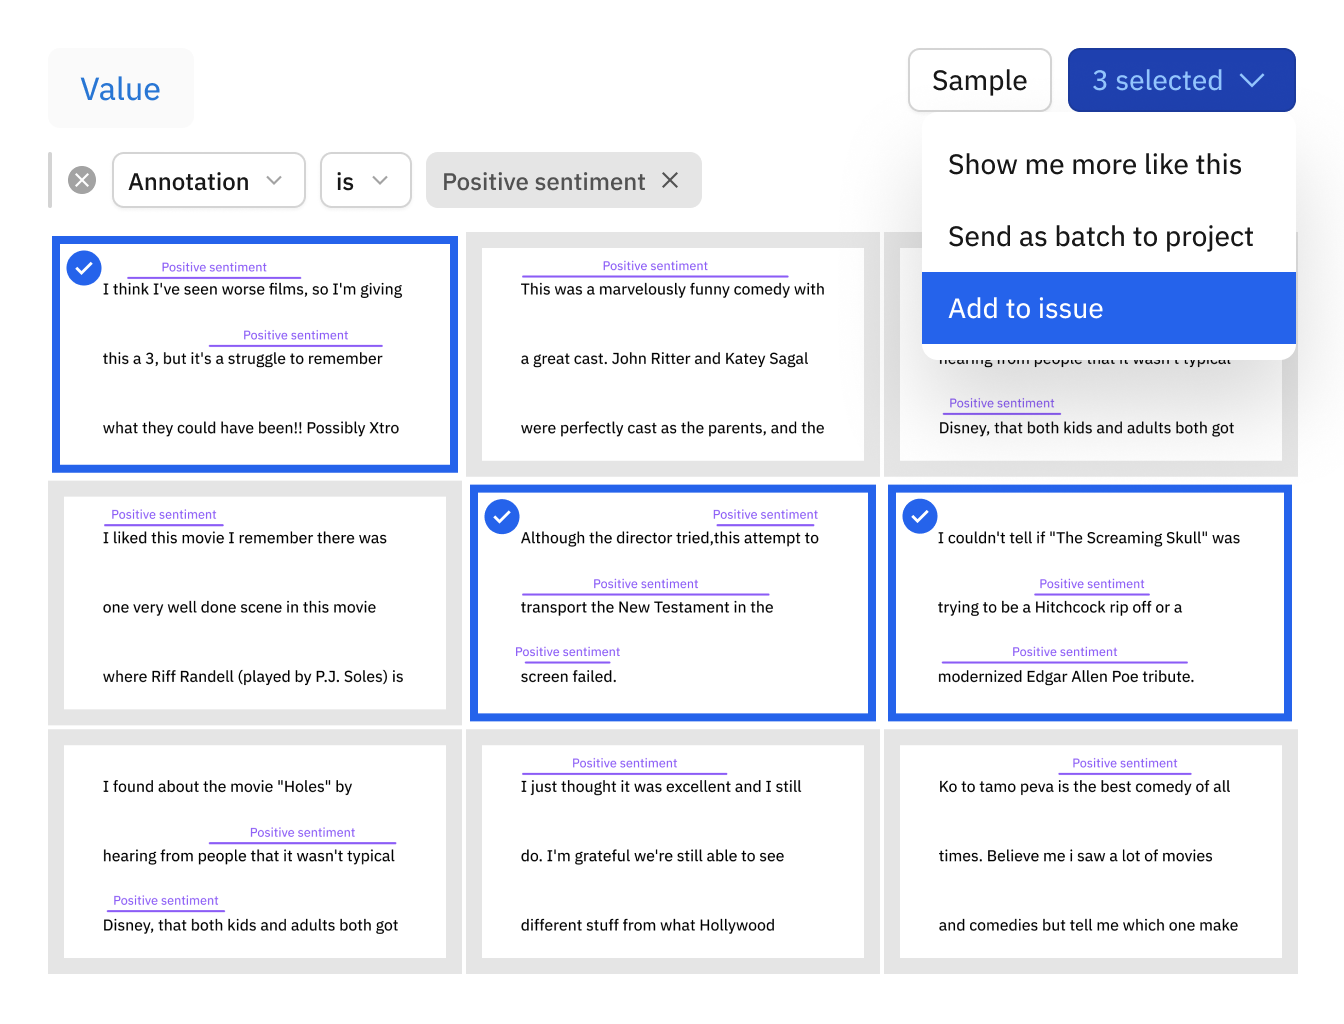 Value
Sample
3 selected
Show me more like this
Send as batch to project
Add to issue
Annotation
is
Positive sentiment
Positive sentiment
I think I've seen worse films, so I'm giving
Positive sentiment
this a 3, but it's a struggle to remember
what they could have been!! Possibly Xtro
Positive sentiment
This was a marvelously funny comedy with
a great cast. John Ritter and Katey Sagal
were perfectly cast as the parents, and the
hearing from people that it wasn't typical
Positive sentiment
Disney, that both kids and adults both got
Positive sentiment
I liked this movie I remember there was
one very well done scene in this movie
where Riff Randell (played by P.J. Soles) is
Positive sentiment
Although the director tried,this attempt to
Positive sentiment
transport the New Testament in the
Positive sentiment
screen failed.
I couldn't tell if "The Screaming Skull" was
Positive sentiment
trying to be a Hitchcock rip off or a
Positive sentiment
modernized Edgar Allen Poe tribute.
I found about the movie "Holes" by
Positive sentiment
hearing from people that it wasn't typical
Positive sentiment
Disney, that both kids and adults both got
Positive sentiment
I just thought it was excellent and I still
do. I'm grateful we're still able to see
different stuff from what Hollywood
Positive sentiment
Ko to tamo peva is the best comedy of all
times. Believe me i saw a lot of movies
and comedies but tell me which one make